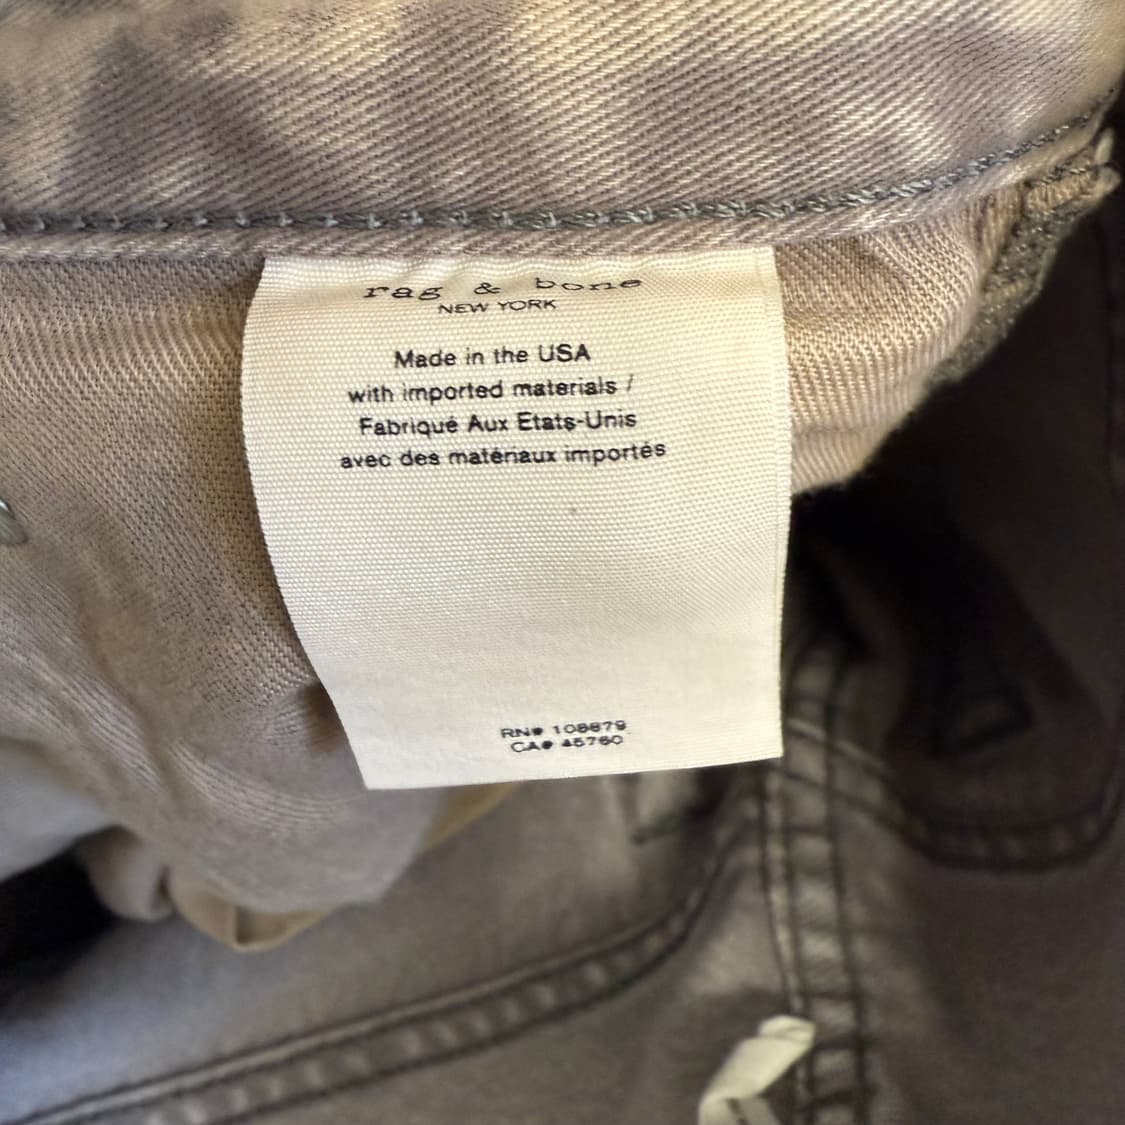 rag & bone
NEW YORK
Made in the USA
with imported materials /
Fabriqué Aux Etats-Unis
avec des matériaux importés
RN# 108879
CA# 45760